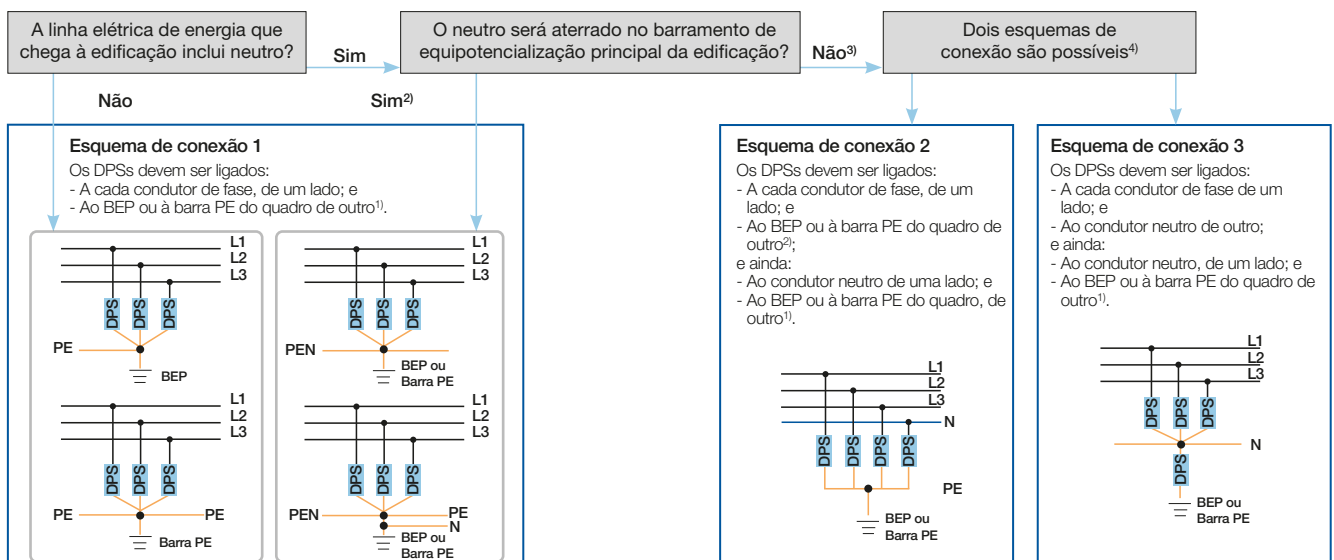 A linha elétrica de energia que
chega à edificação inclui neutro?
Sim
O neutro será aterrado no barramento de
equipotencialização principal da edificação?
Não3)
Dois esquemas de
conexão são possíveis4)
Não
Sim2)
Esquema de conexão 1
Os DPSs devem ser ligados:
- A cada condutor de fase, de um lado; e
- Ao BEP ou à barra PE do quadro de outro1).
L1
L2
L3
DPS
DPS
DPS
PE
BEP
L1
L2
L3
DPS
DPS
DPS
PEN
BEP ou
Barra PE
L1
L2
L3
DPS
DPS
DPS
PE
PE
Barra PE
L1
L2
L3
DPS
DPS
DPS
PEN
PE
N
BEP ou
Barra PE
Esquema de conexão 2
Os DPSs devem ser ligados:
- A cada condutor de fase, de um
lado; e
- Ao BEP ou à barra PE do quadro de
outro2);
e ainda:
- Ao condutor neutro de uma lado; e
- Ao BEP ou à barra PE do quadro, de
outro1).
L1
L2
L3
N
DPS
DPS
DPS
DPS
PE
BEP ou
Barra PE
Esquema de conexão 3
Os DPSs devem ser ligados:
- A cada condutor de fase de um
lado; e
- Ao condutor neutro de outro;
e ainda:
- Ao condutor neutro, de um lado; e
- Ao BEP ou à barra PE do quadro de
outro1).
L1
L2
L3
DPS
DPS
DPS
N
DPS
BEP ou
Barra PE